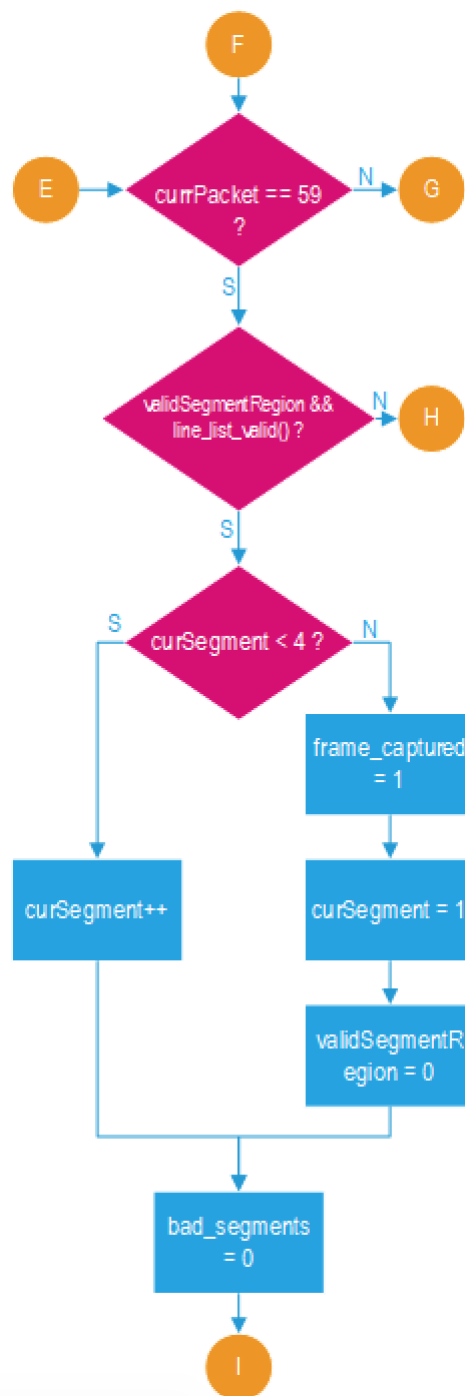 F
E
currPacket == 59
?
N
G
S
validSegmentRegion &&
line_list_valid() ?
N
H
S
S
curSegment < 4 ?
N
frame_captured
= 1
curSegment++
curSegment = 1
validSegmentR
egion = 0
bad_segments
= 0
I